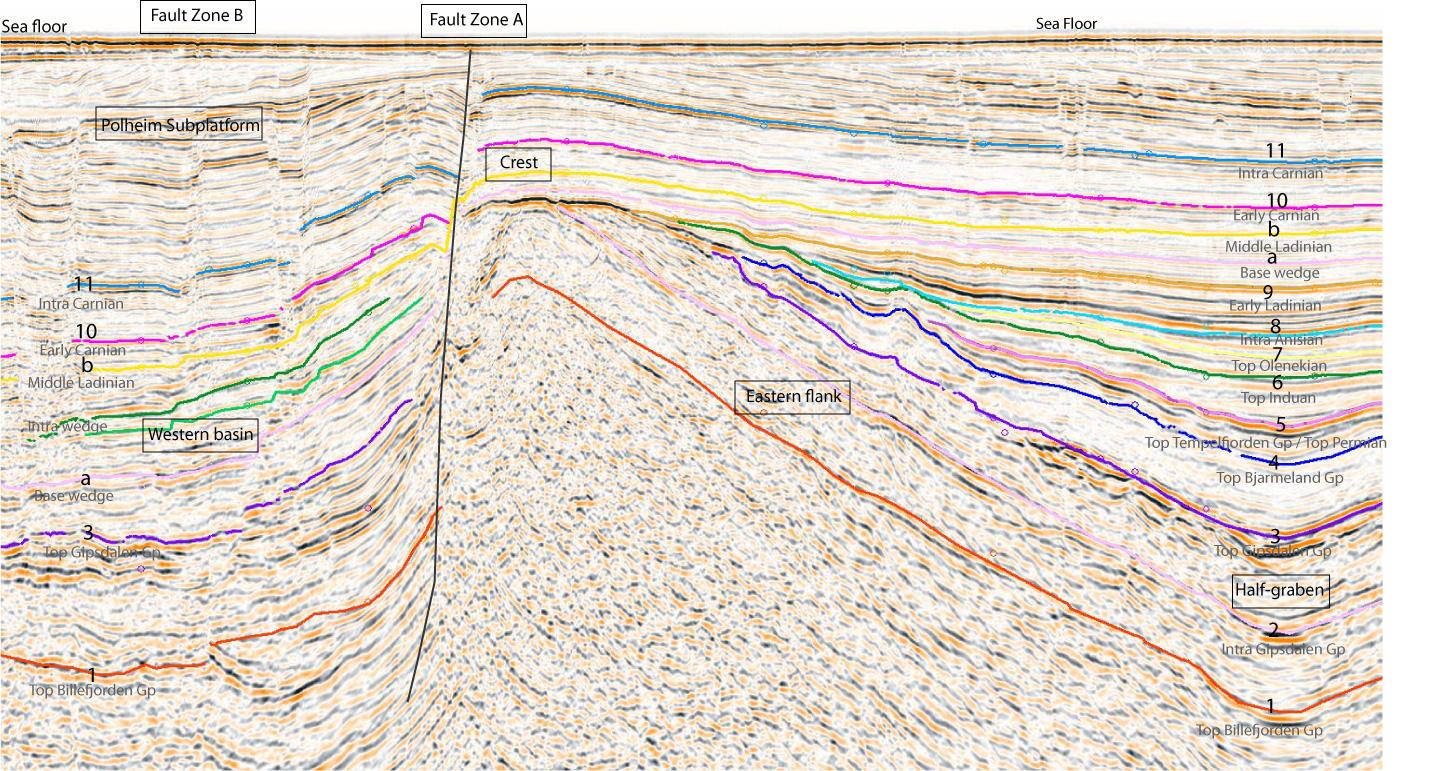 Fault Zone B
Fault Zone A
Sea floor
Sea Floor
Polheim Subplatform
Crest
11
Intra Carnian
10
Early Carnian
b
Middle Ladinian
a
Base wedge
9
Early Ladinian
8
Intra Anisian
7
Top Olenekian
6
Top Induan
5
Top Tempelfjorden Gp / Top Permian
4
Top Bjarmeland Gp
3
Top Gipsdalen Gp
Half-graben
2
Intra Gipsdalen Gp
1
Top Billefjorden Gp
Eastern flank
11
Intra Carnian
10
Early Carnian
b
Middle Ladinian
Intra wedge
Western basin
a
Base wedge
3
Top Gipsdalen Gp
1
Top Billefjorden Gp